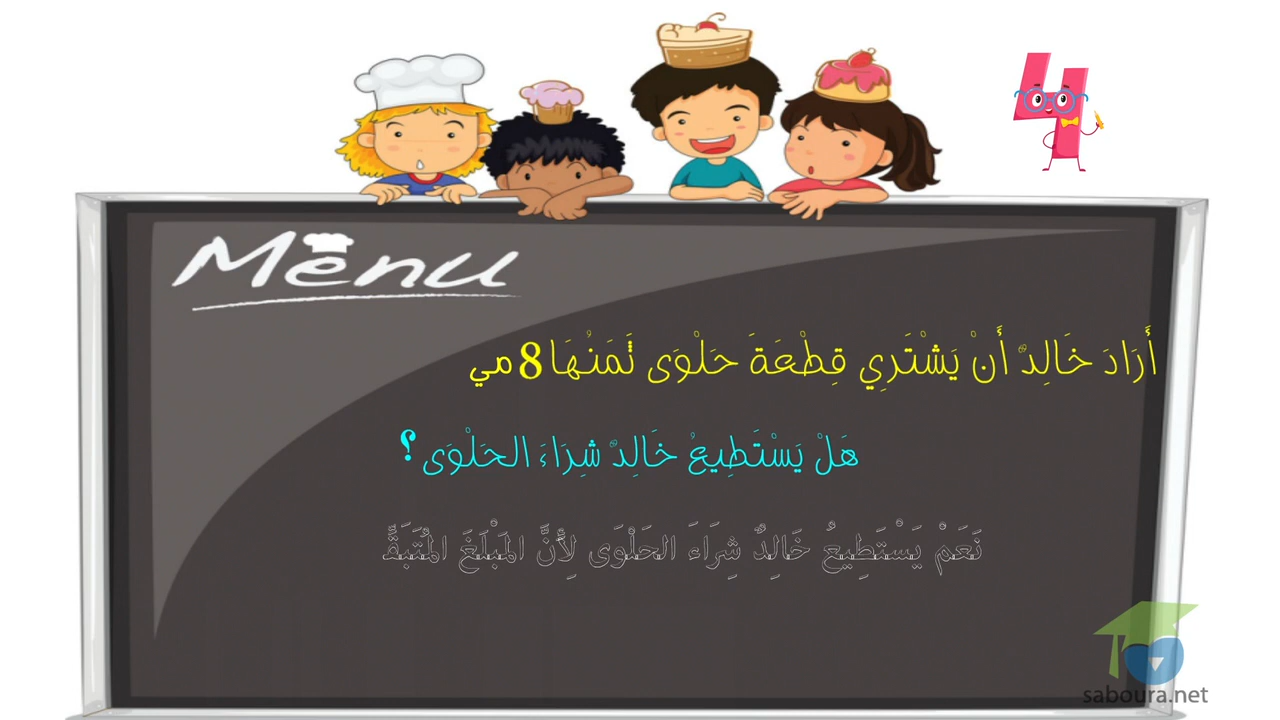 4
Menu
أَرَادَ خَالِدٌ أَنْ يَشْتَرِي قِطْعَةَ حَلْوَى ثَمَنُهَا 8 مي
هَلْ يَسْتَطِيعُ خَالِدٌ شِرَاءَ الحَلْوَى ؟
نَعَمْ يَسْتَطِيعُ خَالِدٌ شِرَاءَ الحَلْوَى لِأَنَّ المَبْلَغَ المُتَبَقَّ
saboura.net